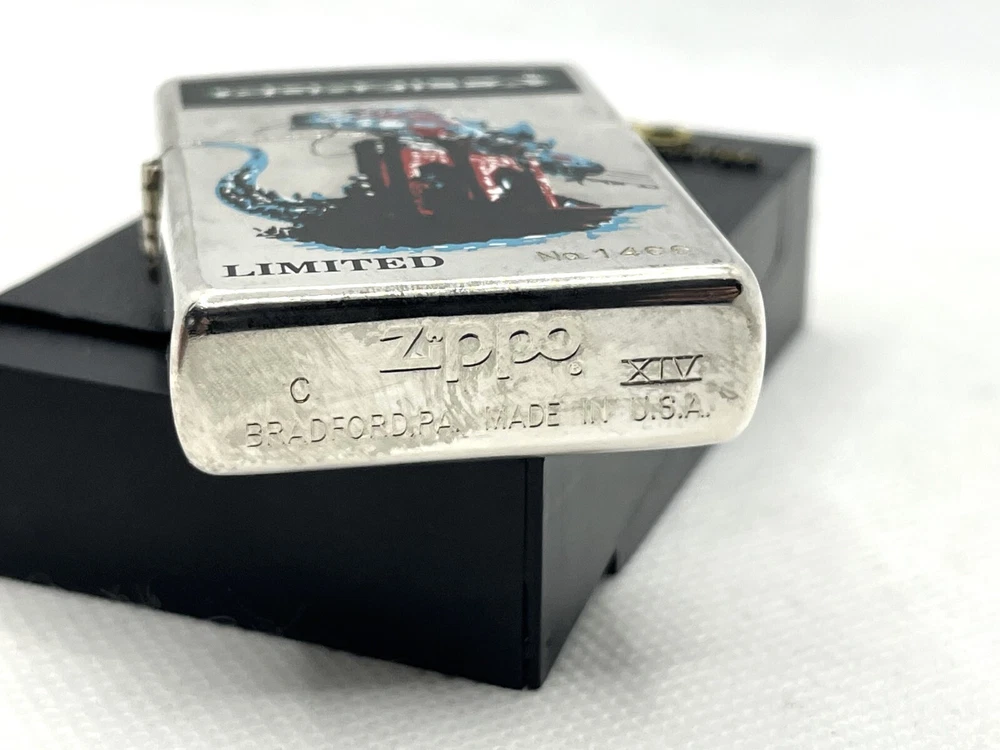 LIMITED
No.1466
Zippo
C
XIV
BRADFORD,PA. MADE IN U.S.A.